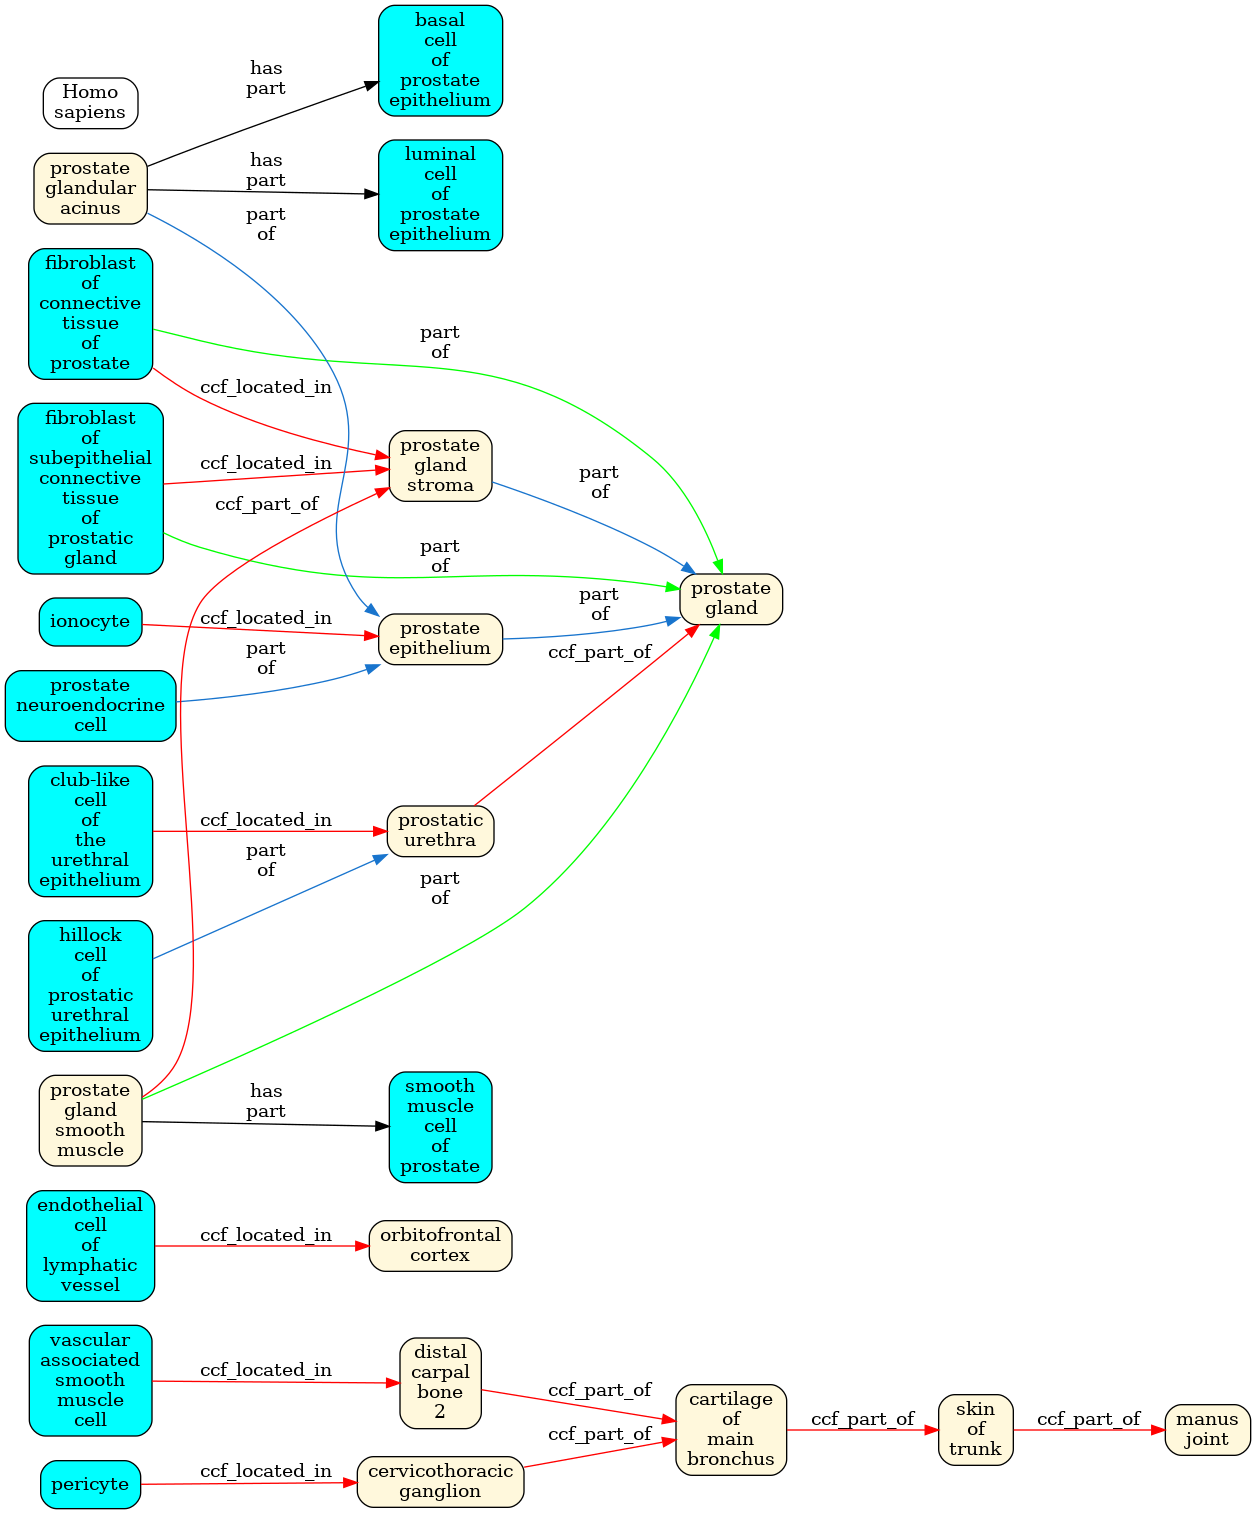 Homo
sapiens
prostate
glandular
acinus
has
part
has
part
part
of
basal
cell
of
prostate
epithelium
luminal
cell
of
prostate
epithelium
fibroblast
of
connective
tissue
of
prostate
part
of
ccf_located_in
fibroblast
of
subepithelial
connective
tissue
of
prostatic
gland
ccf_located_in
ccf_part_of
part
of
prostate
gland
stroma
part
of
prostate
gland
ionocyte
ccf_located_in
prostate
epithelium
part
of
prostate
neuroendocrine
cell
part
of
ccf_part_of
club-like
cell
of
the
urethral
epithelium
ccf_located_in
prostatic
urethra
hillock
cell
of
prostatic
urethral
epithelium
part
of
part
of
prostate
gland
smooth
muscle
has
part
smooth
muscle
cell
of
prostate
endothelial
cell
of
lymphatic
vessel
ccf_located_in
orbitofrontal
cortex
vascular
associated
smooth
muscle
cell
ccf_located_in
distal
carpal
bone
2
ccf_part_of
pericyte
ccf_located_in
cervicothoracic
ganglion
ccf_part_of
cartilage
of
main
bronchus
ccf_part_of
skin
of
trunk
ccf_part_of
manus
joint